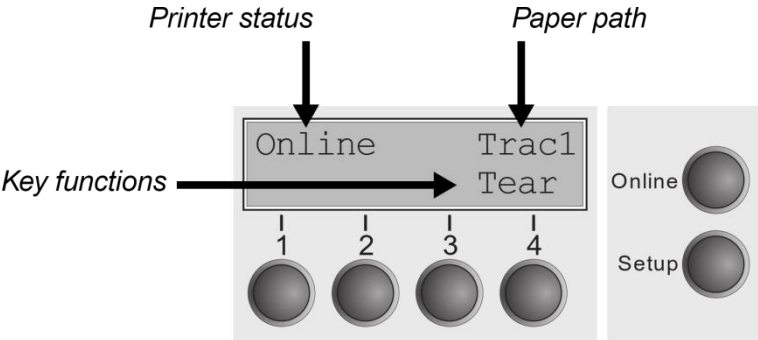 Printer status Paper path
Online Trac1
Key functions Tear
Online
1 2 3 4
Setup